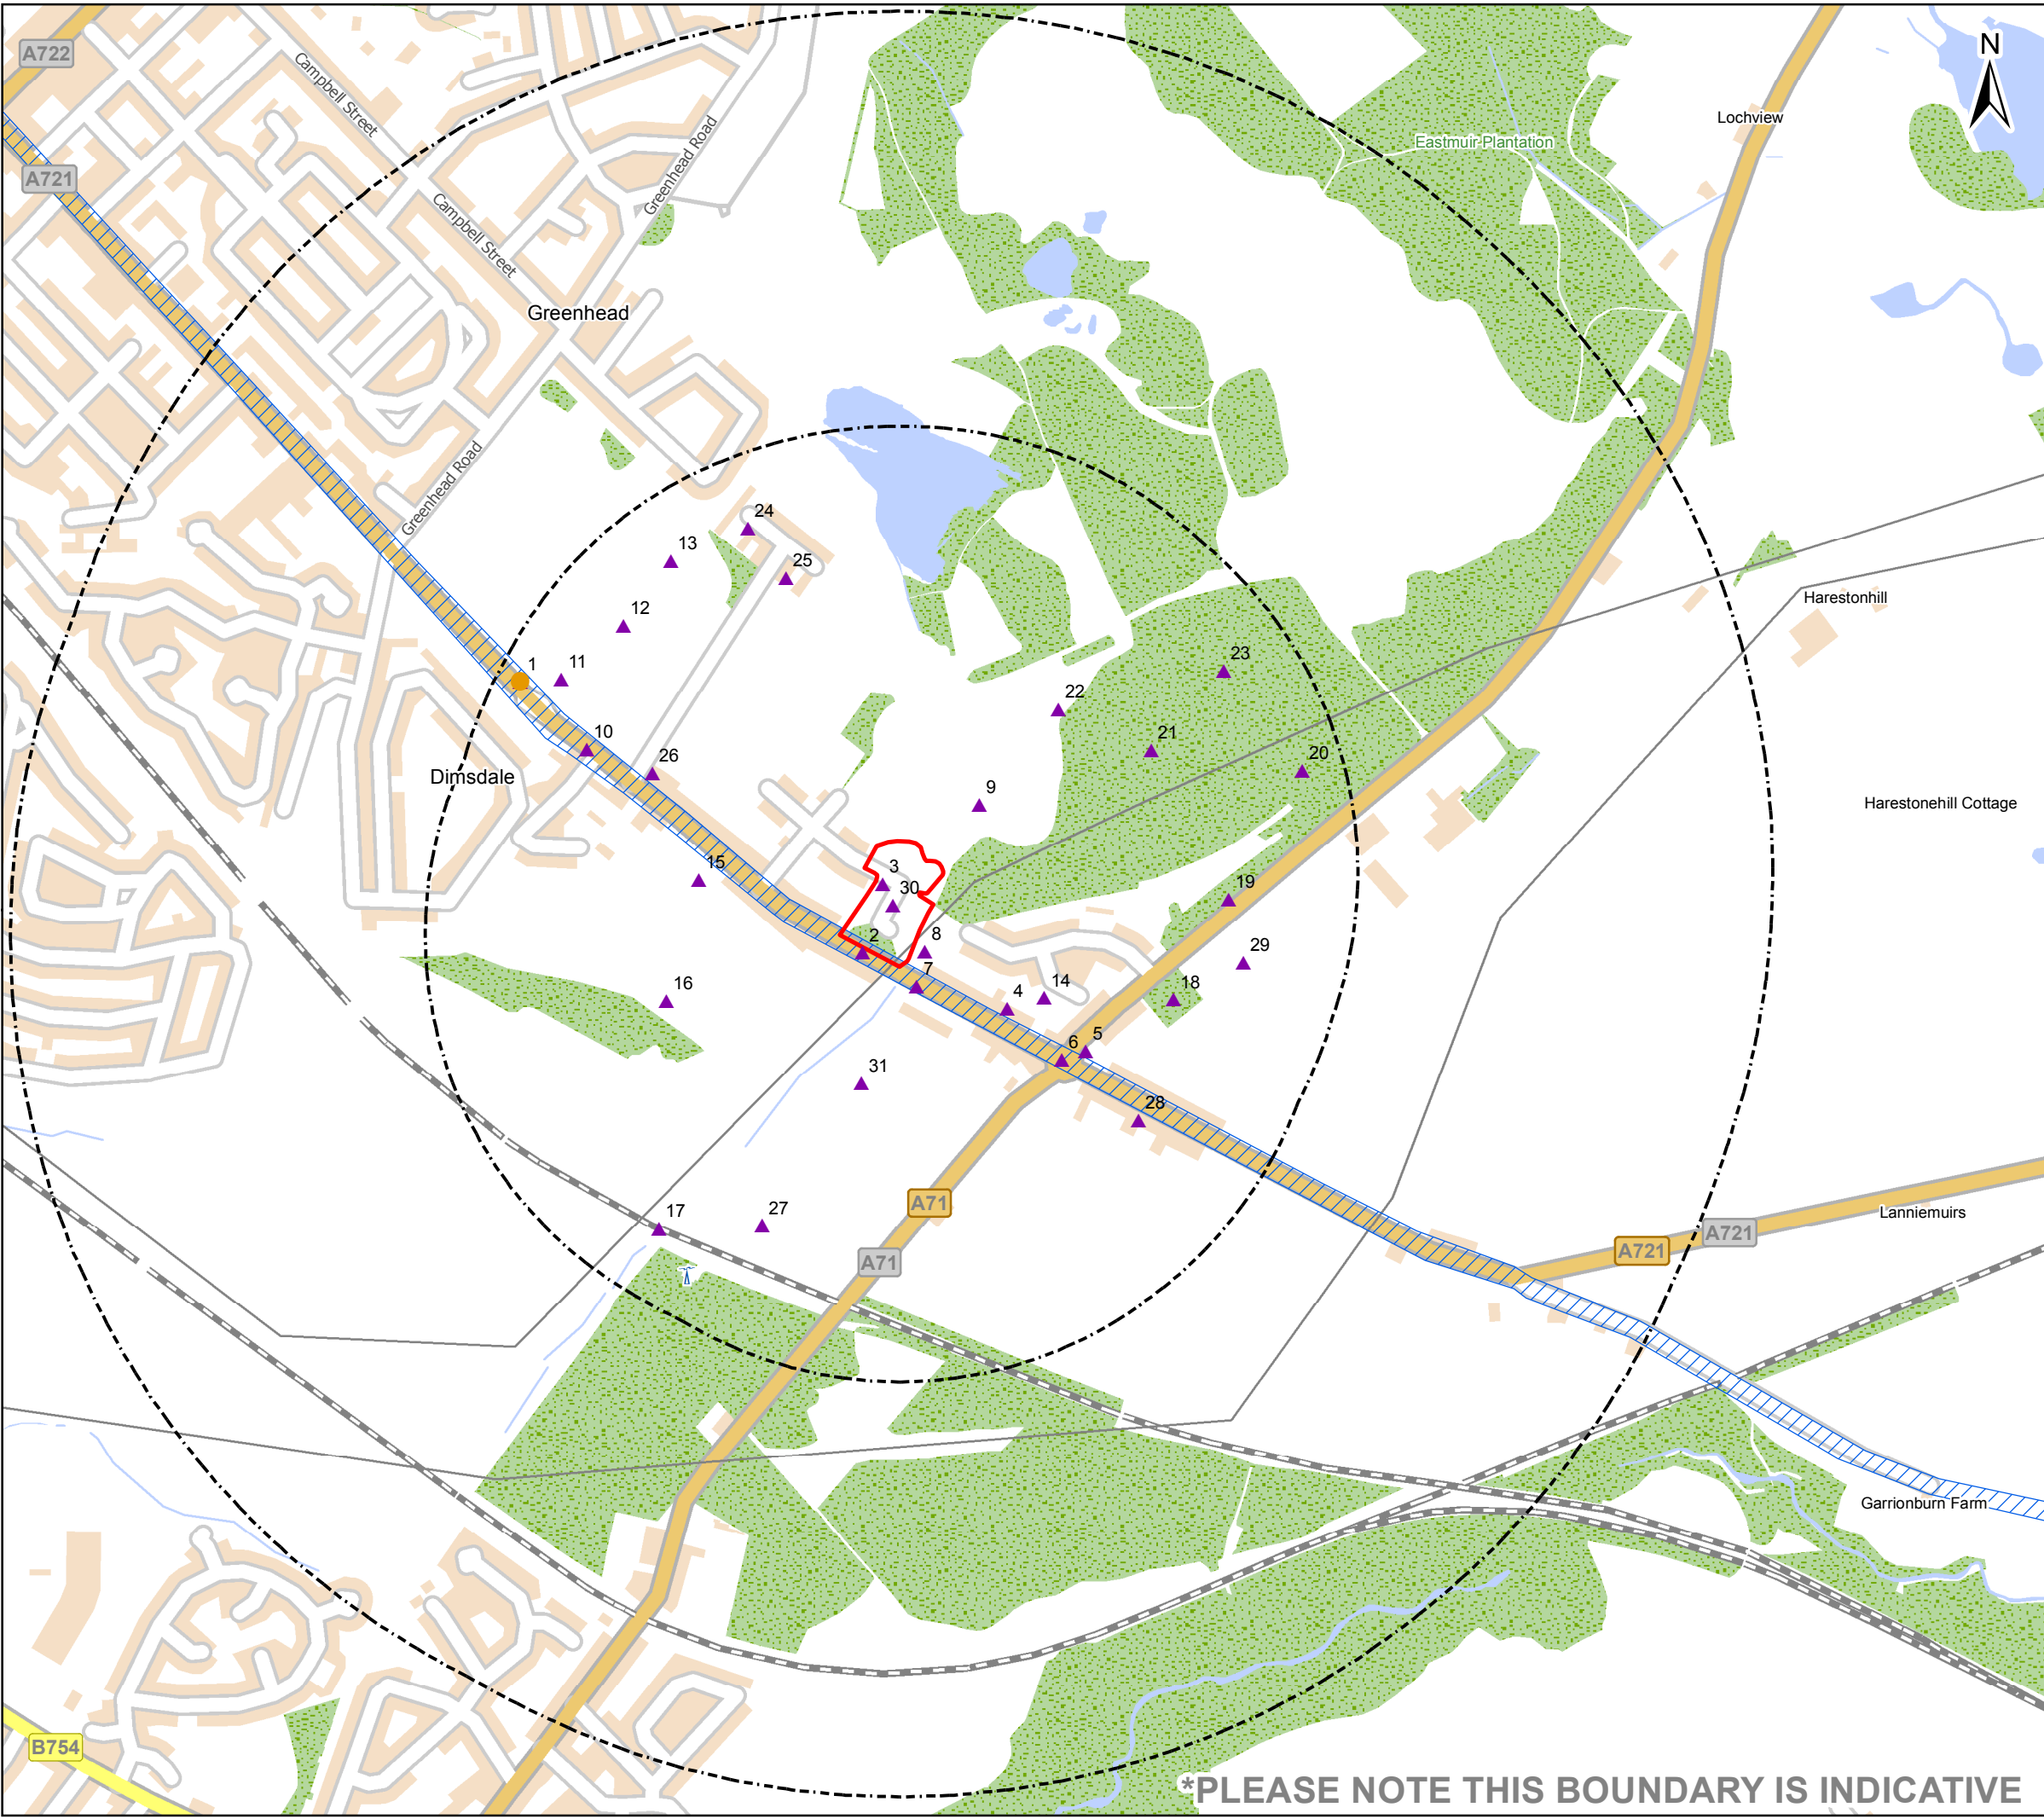 A722
N
Campbell Street
Lochview
Greenhead Road
Eastmuir Plantation
A721
Campbell Street
Greenhead
Greenhead Road
24
13
25
12
Harestonhill
1
11
23
22
10
21
26
20
Dimsdale
9
Harestonehill Cottage
15
3
30
19
2
8
29
7
16
4
14
18
5
6
31
28
A71
17
27
Lanniemuirs
A721
A721
A71
Garrionburn Farm
B754
*PLEASE NOTE THIS BOUNDARY IS INDICATIVE